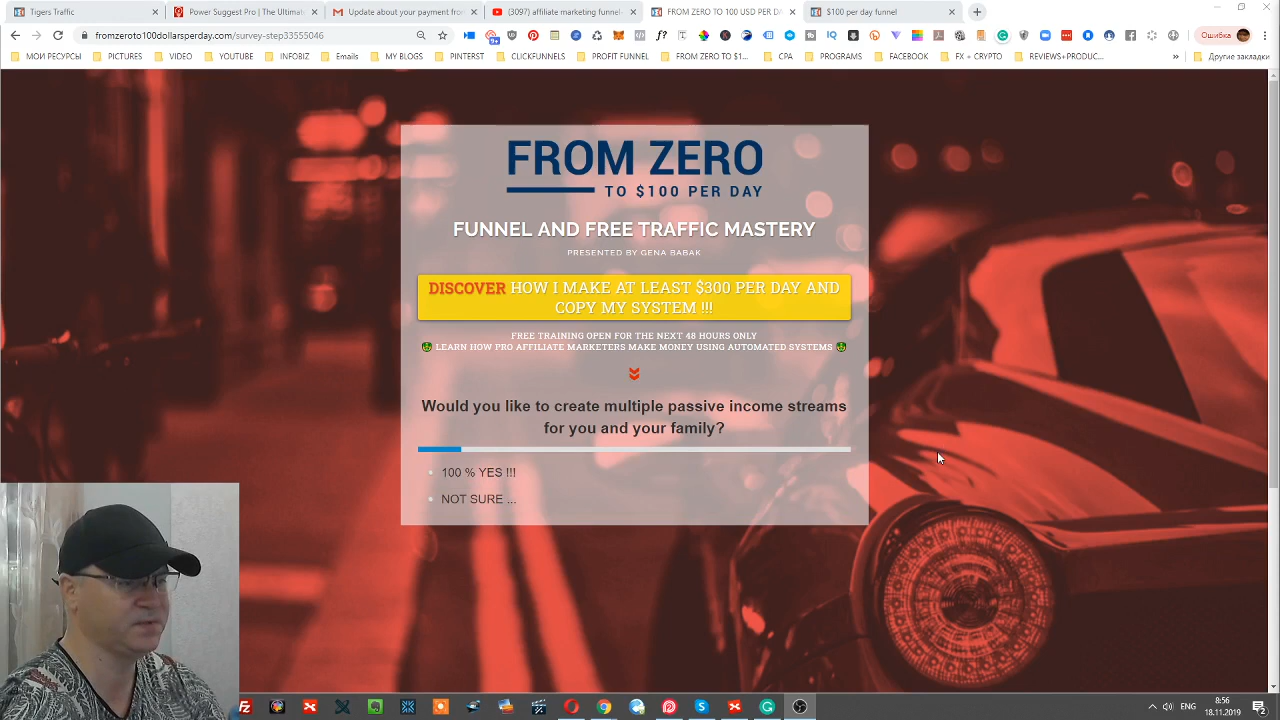 Tigers Traffic
Power Suggest Pro | The Ultimate
Update about your payment from
(3097) affiliate marketing funnel-
FROM ZERO TO 100 USD PER DAY
$100 per day funnel
fromzeroto100dollarsperday.com/survey-step33555046
Ошибка
МОИ РЕСУРСЫ
PICTURES
VIDEO
YOUTUBE
INFOBIZ
Emails
MY BLOGS
PINTERST
CLICKFUNNELS
PROFIT FUNNEL
FROM ZERO TO $1...
CPA
PROGRAMS
FACEBOOK
FX + CRYPTO
REVIEWS+PRODUC...
»
Другие закладки
FROM ZERO
TO $100 PER DAY
FUNNEL AND FREE TRAFFIC MASTERY
PRESENTED BY GENA BABAK
DISCOVER HOW I MAKE AT LEAST $300 PER DAY AND
COPY MY SYSTEM !!!
FREE TRAINING OPEN FOR THE NEXT 48 HOURS ONLY
LEARN HOW PRO AFFILIATE MARKETERS MAKE MONEY USING AUTOMATED SYSTEMS
Would you like to create multiple passive income streams
for you and your family?
100 % YES !!!
NOT SURE ...
ENG
8:56
18.11.2019